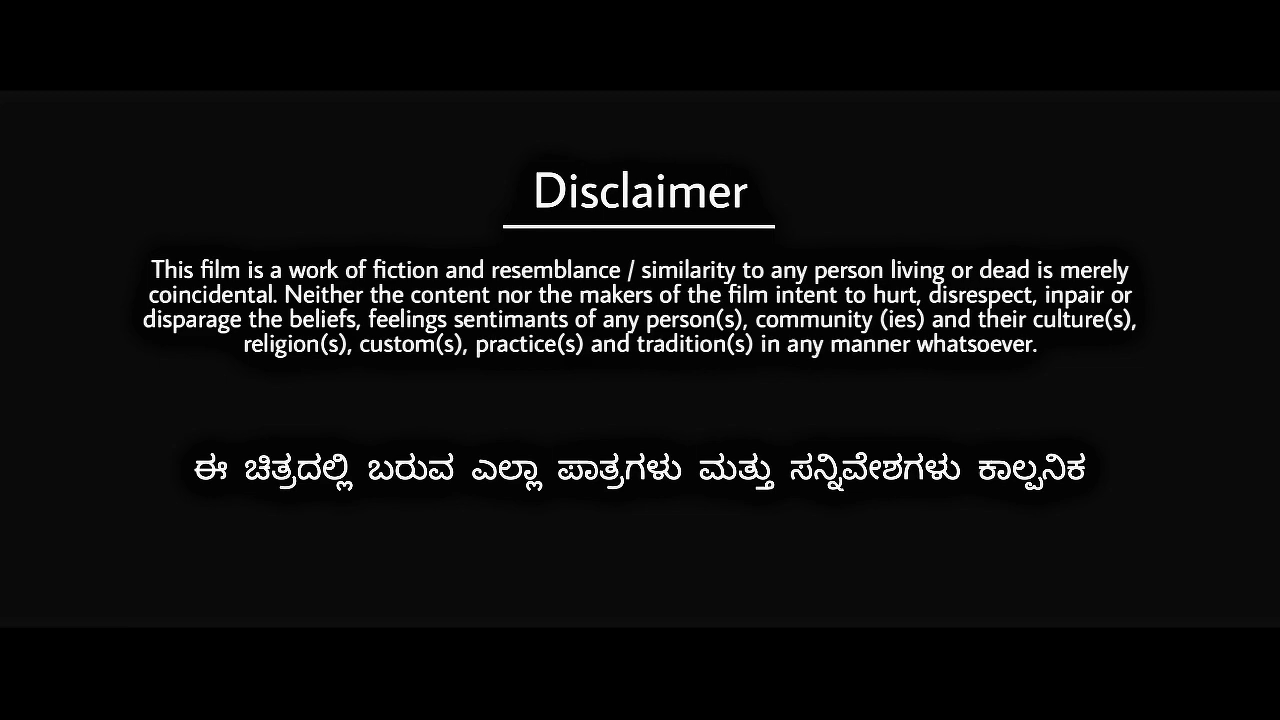 Disclaimer
This film is a work of fiction and resemblance / similarity to any person living or dead is merely
coincidental. Neither the content nor the makers of the film intent to hurt, disrespect, inpair or
disparage the beliefs, feelings sentimants of any person(s), community (ies) and their culture(s),
religion(s), custom(s), practice(s) and tradition(s) in any manner whatsoever.
ಈ ಚಿತ್ರದಲ್ಲಿ ಬರುವ ಎಲ್ಲಾ ಪಾತ್ರಗಳು ಮತ್ತು ಸನ್ನಿವೇಶಗಳು ಕಾಲ್ಪನಿಕ